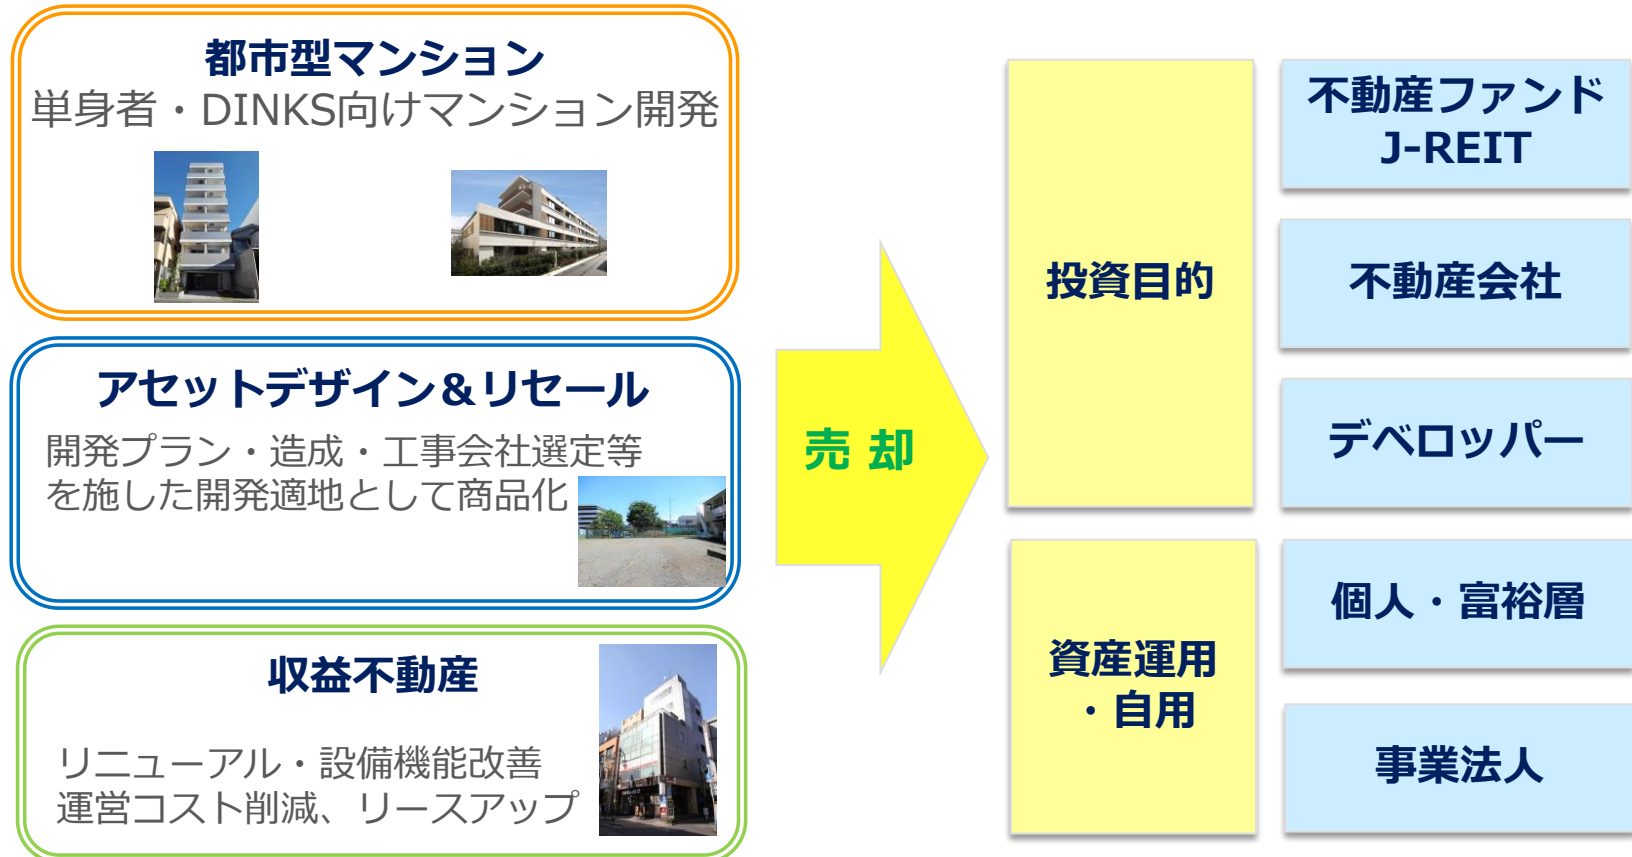 都市型マンション
単身者・DINKS向けマンション開発
アセットデザイン＆リセール
開発プラン・造成・工事会社選定等
を施した開発適地として商品化
収益不動産
リニューアル・設備機能改善
運営コスト削減、リースアップ
売 却
投資目的
不動産ファンド
J-REIT
不動産会社
デベロッパー
資産運用
・自用
個人・富裕層
事業法人